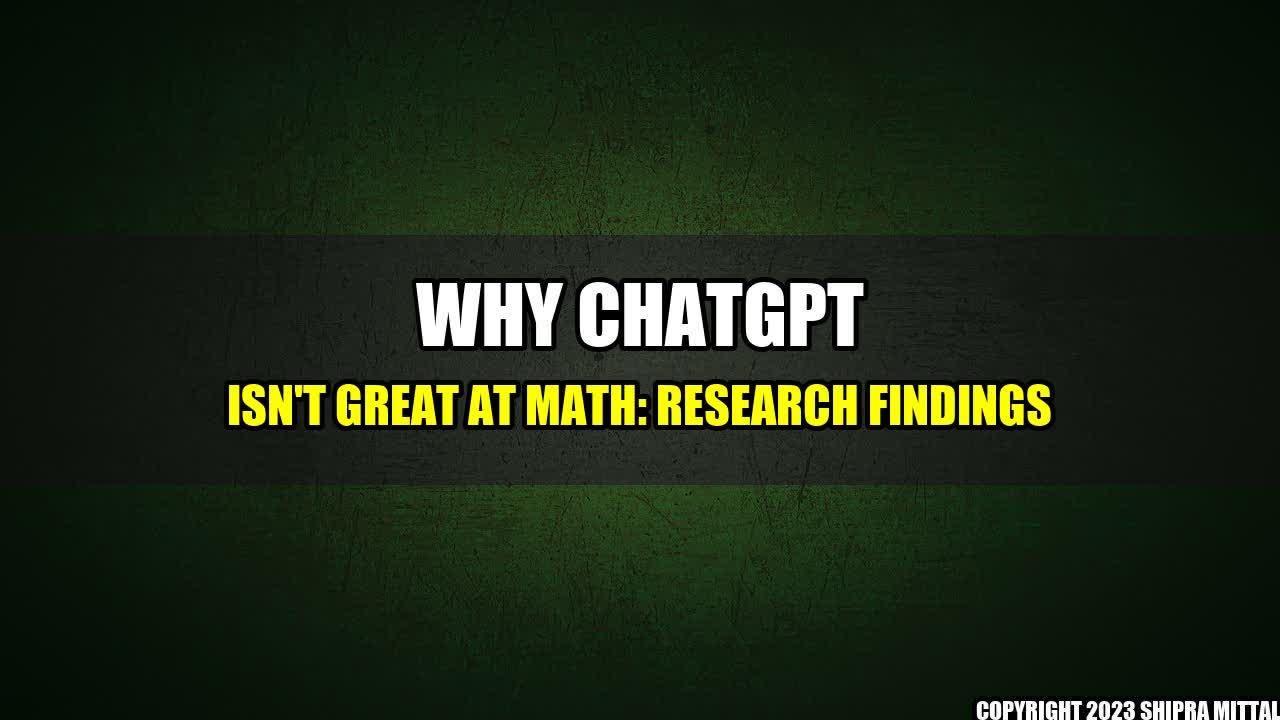 WHY CHATGPT
ISN'T GREAT AT MATH: RESEARCH FINDINGS
COPYRIGHT 2023 SHIPRA MITTAL